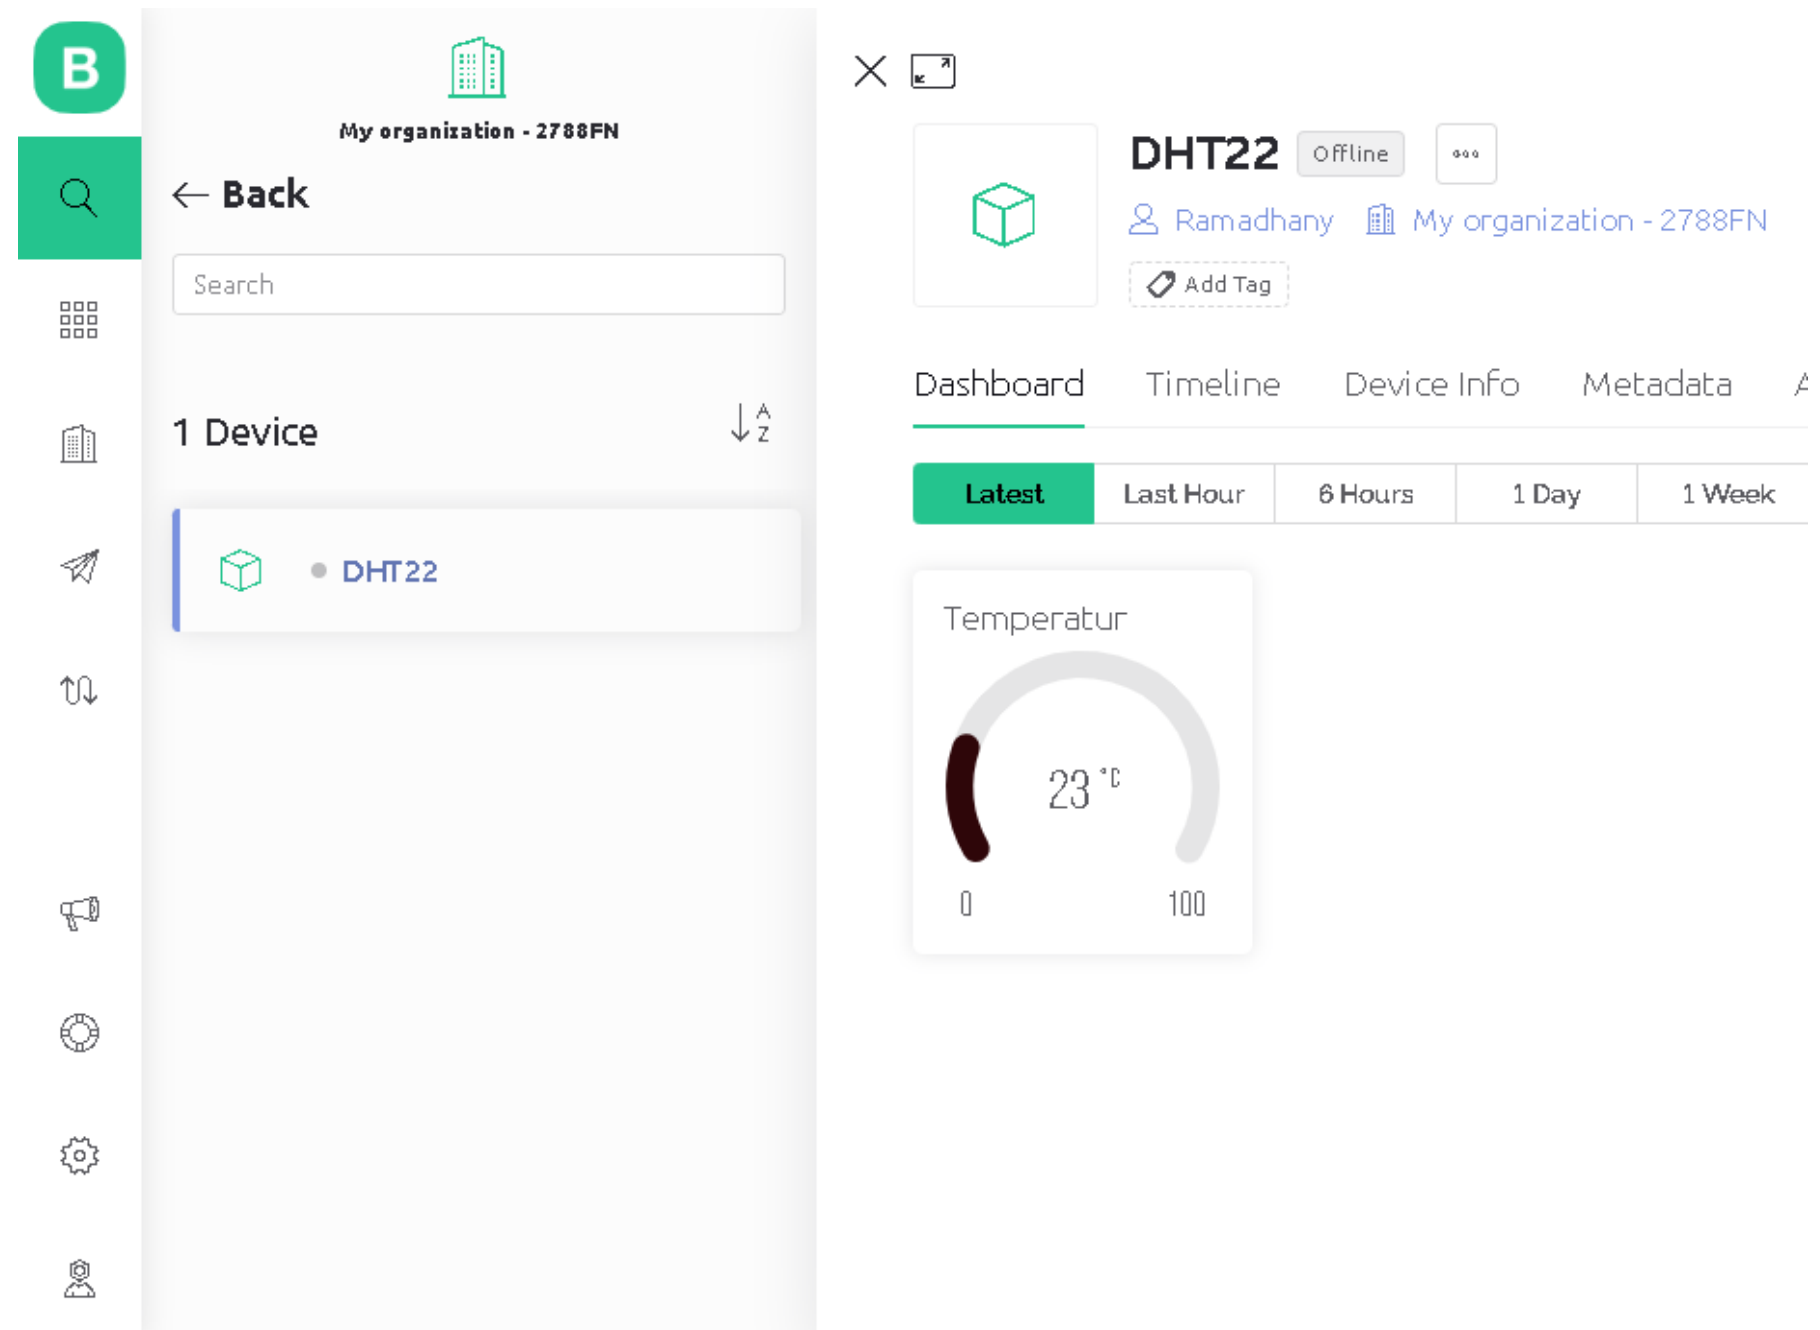 B
My organization - 2788FN
Back
Search
1 Device
A
Z
DHT22
DHT22 Offline
Ramadhany My organization - 2788FN
Add Tag
Dashboard Timeline Device Info Metadata
Latest Last Hour 6 Hours 1 Day 1 Week
Temperatur
23 °C
0 100